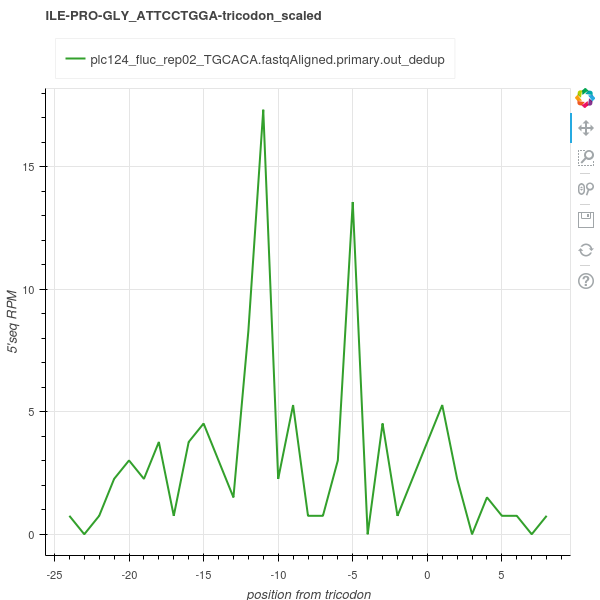 ILE-PRO-GLY_ATTCCTGGA-tricodon_scaled
plc124_fluc_rep02_TGCACA.fastqAligned.primary.out_dedup
15
10
5
0
5'seq RPM
-25 -20 -15 -10 -5 0 5
position from tricodon